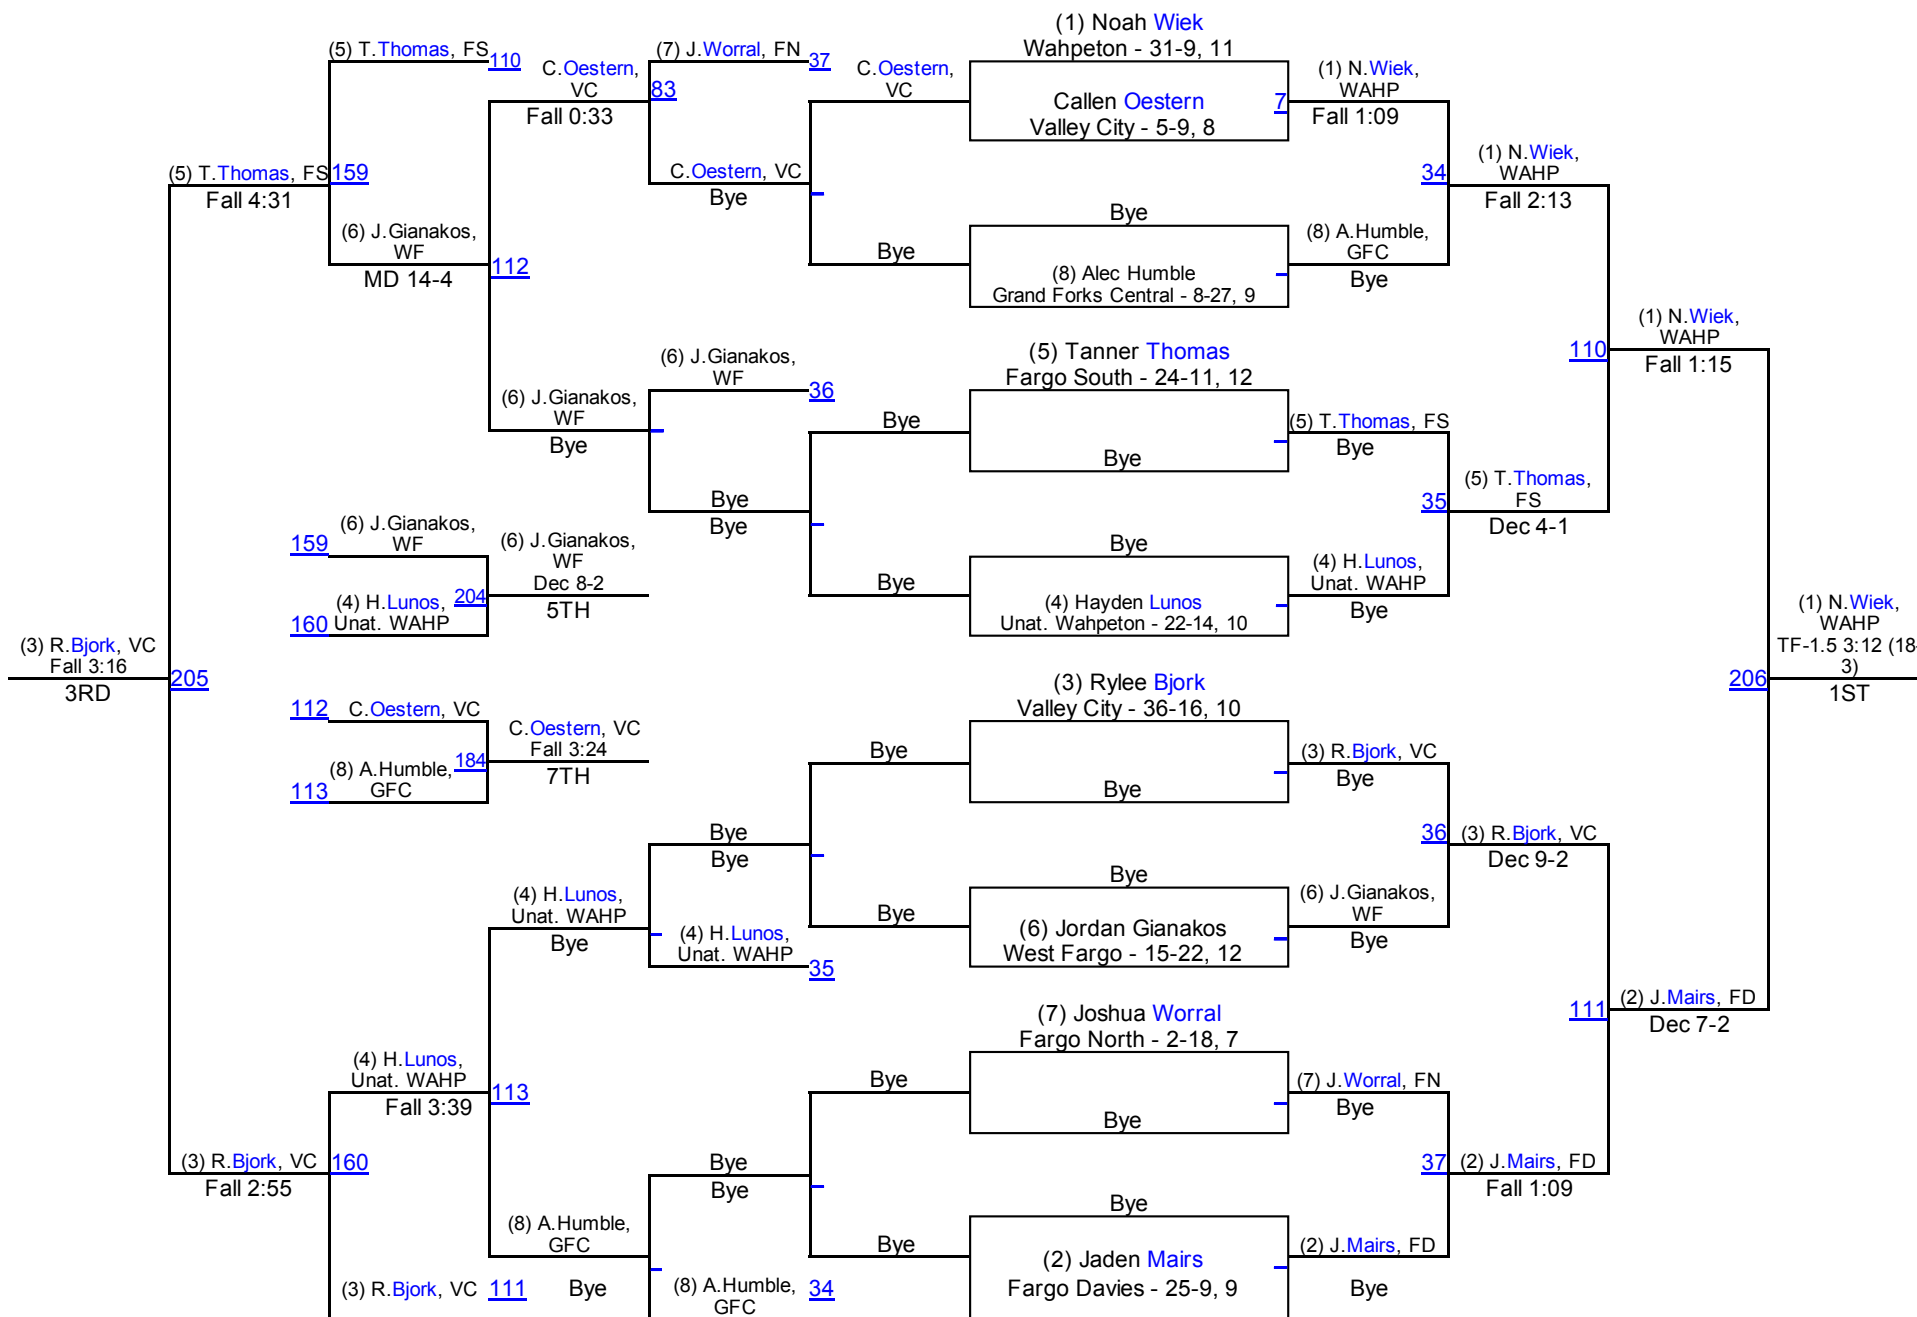 (1) Noah Wiek
Wahpeton - 31-9, 11
(5) T.Thomas, FS
110
C.Oestern,
VC
Fall 0:33
(7) J.Worral, FN
37
83
C.Oestern,
VC
Callen Oestern
Valley City - 5-9, 8
7
(1) N.Wiek,
WAHP
Fall 1:09
C.Oestern, VC
Bye
34
(1) N.Wiek,
WAHP
Fall 2:13
(5) T.Thomas, FS
159
Fall 4:31
(6) J.Gianakos,
WF
MD 14-4
112
Bye
Bye
(8) Alec Humble
Grand Forks Central - 8-27, 9
(8) A.Humble,
GFC
Bye
(1) N.Wiek,
WAHP
110
Fall 1:15
(6) J.Gianakos,
WF
36
(5) Tanner Thomas
Fargo South - 24-11, 12
(6) J.Gianakos,
WF
Bye
Bye
Bye
(5) T.Thomas, FS
Bye
Bye
Bye
35
(5) T.Thomas,
FS
Dec 4-1
159
(6) J.Gianakos,
WF
(6) J.Gianakos,
WF
Dec 8-2
5TH
204
160
(4) H.Lunos,
Unat. WAHP
Bye
Bye
(4) Hayden Lunos
Unat. Wahpeton - 22-14, 10
(4) H.Lunos,
Unat. WAHP
Bye
(1) N.Wiek,
WAHP
TF-1.5 3:12 (18-
3)
1ST
206
(3) R.Bjork, VC
Fall 3:16
3RD
205
(3) Rylee Bjork
Valley City - 36-16, 10
112
C.Oestern, VC
C.Oestern, VC
Fall 3:24
7TH
184
113
(8) A.Humble,
GFC
Bye
Bye
(3) R.Bjork, VC
Bye
Bye
Bye
36
(3) R.Bjork, VC
Dec 9-2
(4) H.Lunos,
Unat. WAHP
Bye
(4) H.Lunos,
Unat. WAHP
35
Bye
Bye
(6) Jordan Gianakos
West Fargo - 15-22, 12
(6) J.Gianakos,
WF
Bye
111
(2) J.Mairs, FD
Dec 7-2
(7) Joshua Worral
Fargo North - 2-18, 7
(4) H.Lunos,
Unat. WAHP
Fall 3:39
113
Bye
Bye
(7) J.Worral, FN
Bye
(3) R.Bjork, VC
160
Fall 2:55
Bye
Bye
37
(2) J.Mairs, FD
Fall 1:09
(8) A.Humble,
GFC
Bye
Bye
Bye
(2) Jaden Mairs
Fargo Davies - 25-9, 9
(2) J.Mairs, FD
Bye
(3) R.Bjork, VC
111
(8) A.Humble,
GFC
34